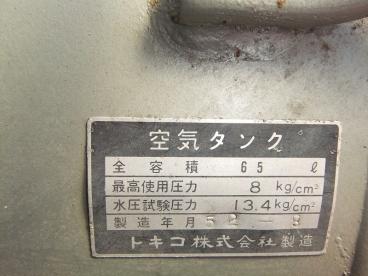 空気タンク
全容積 65 ℓ
最高使用圧力 8 kg/cm²
水圧試験圧力 13.4 kg/cm²
製造年月 52-8
トキコ株式会社製造